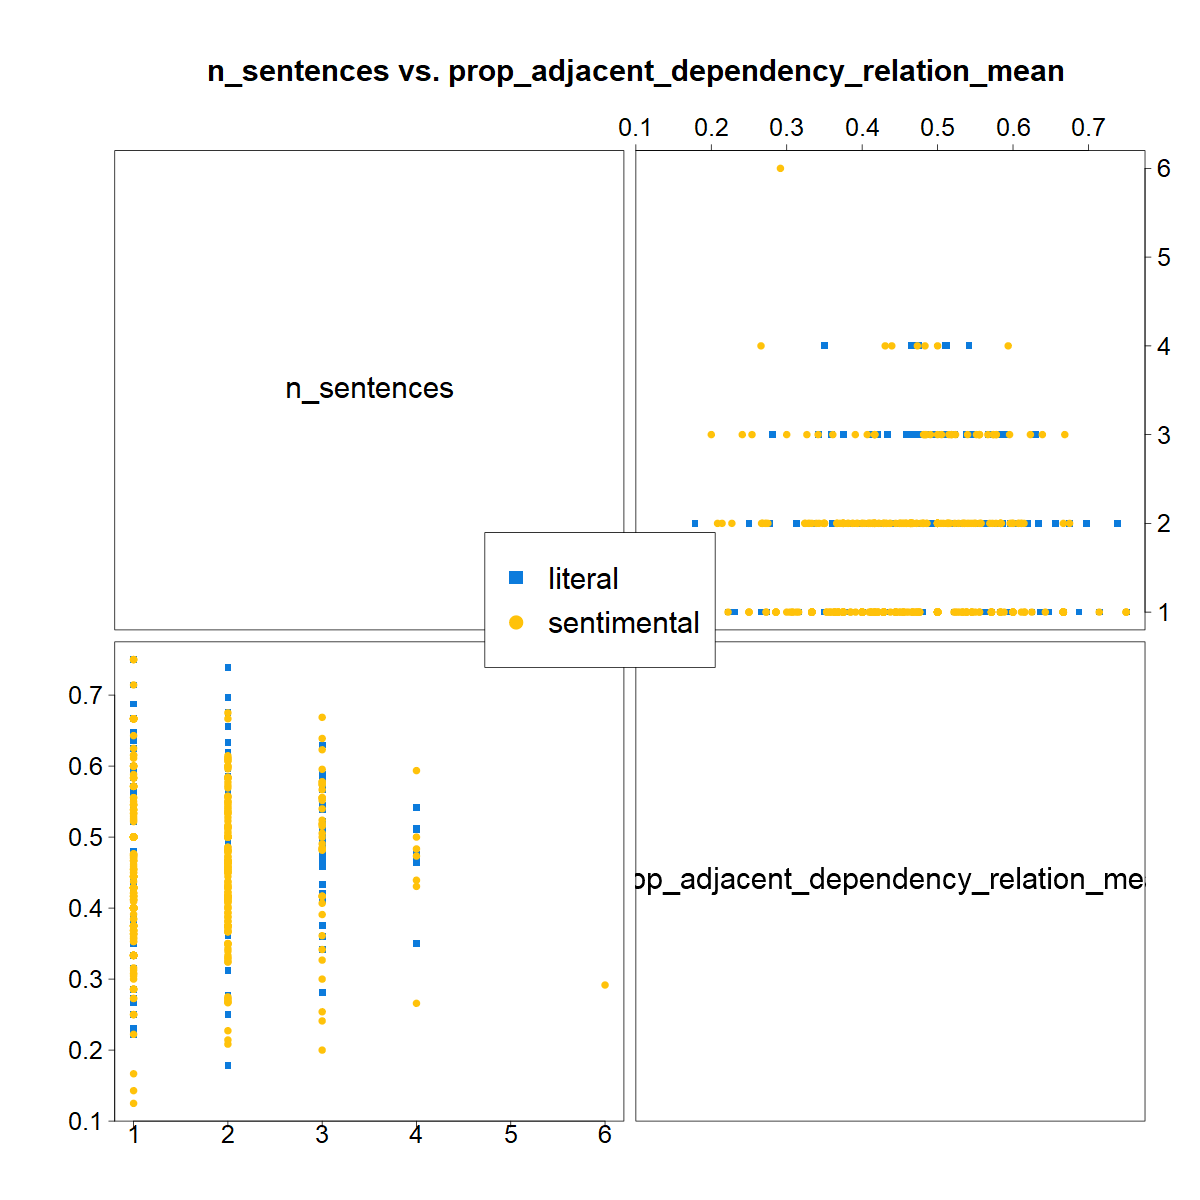 n_sentences vs. prop_adjacent_dependency_relation_mean
0.1 0.2 0.3 0.4 0.5 0.6 0.7
6
5
n_sentences
4
3
2
1
literal
sentimental
0.7
0.6
0.5
0.4
0.3
0.2
0.1
op_adjacent_dependency_relation_me
1 2 3 4 5 6